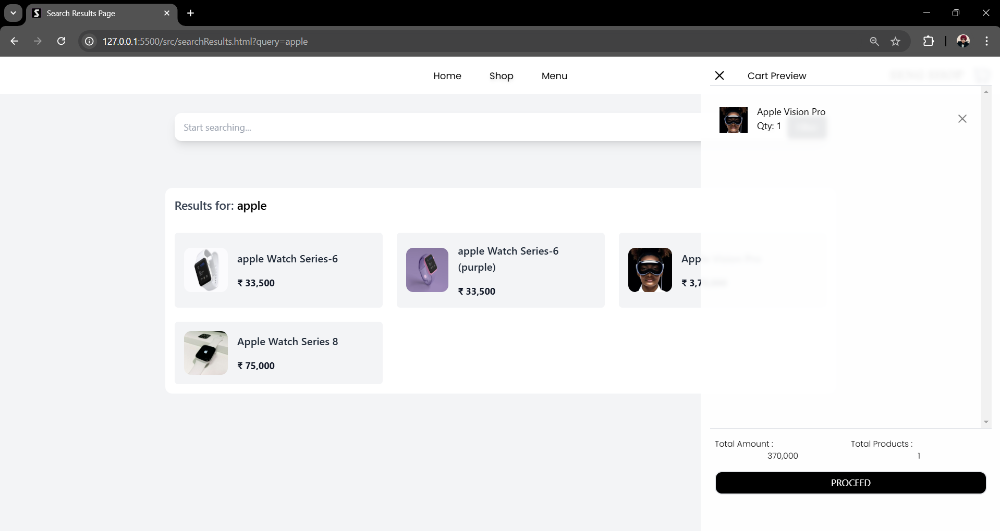 Search Results Page
127.0.0.1:5500/src/searchResults.html?query=apple
Home
Shop
Menu
Cart Preview
Start searching...
Apple Vision Pro
Qty: 1
Results for: apple
apple Watch Series-6
₹ 33,500
apple Watch Series-6
(purple)
₹ 33,500
App
₹ 3,7
Apple Watch Series 8
₹ 75,000
Total Amount :
370,000
Total Products :
1
PROCEED